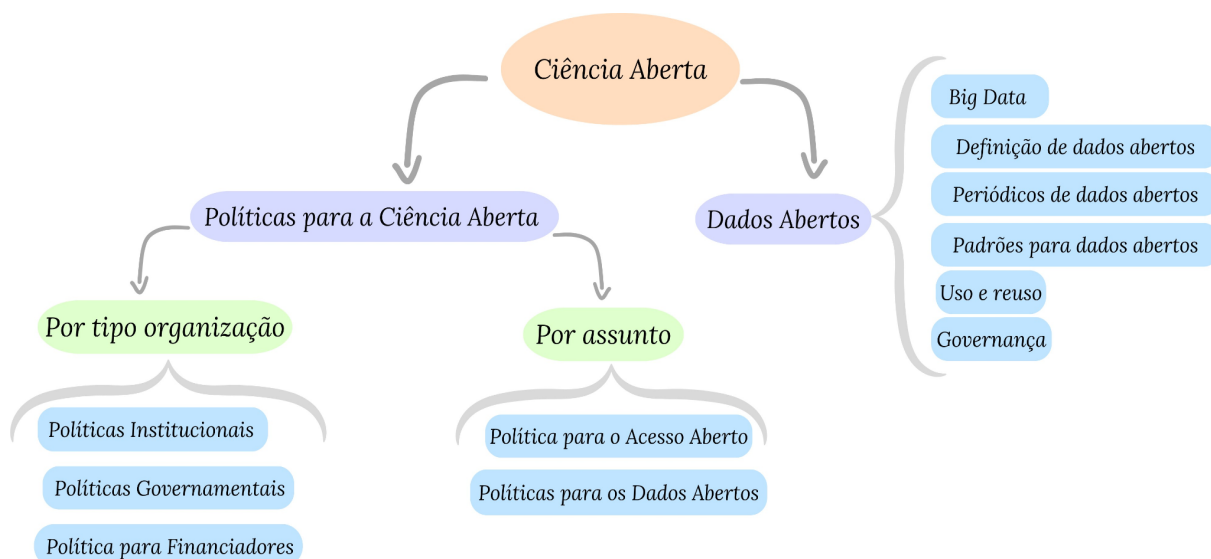 Ciência Aberta
Políticas para a Ciência Aberta
Por tipo organização
Políticas Institucionais
Políticas Governamentais
Política para Financiadores
Por assunto
Política para o Acesso Aberto
Políticas para os Dados Abertos
Dados Abertos
Big Data
Definição de dados abertos
Periódicos de dados abertos
Padrões para dados abertos
Uso e reuso
Governança